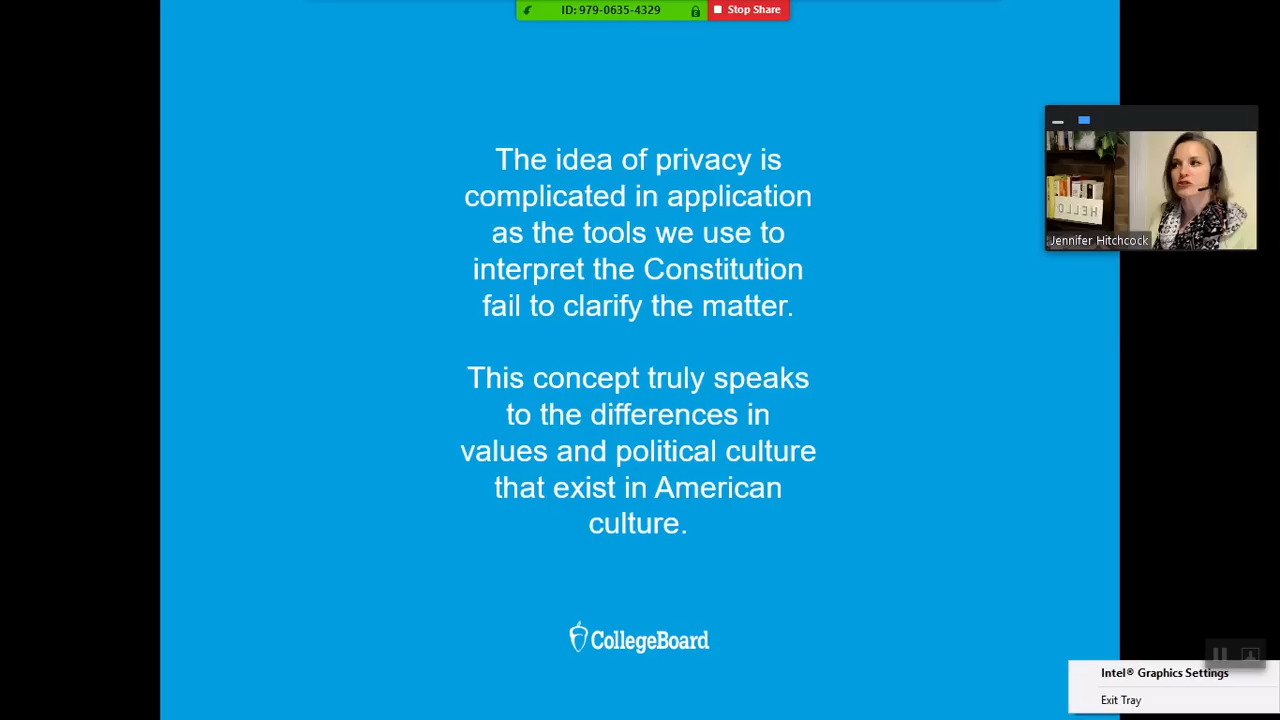 ID: 979-0635-4329
Stop Share
The idea of privacy is
complicated in application
as the tools we use to
interpret the Constitution
fail to clarify the matter.
This concept truly speaks
to the differences in
values and political culture
that exist in American
culture.
CollegeBoard
HELLO
Jennifer Hitchcock
Intel® Graphics Settings
Exit Tray